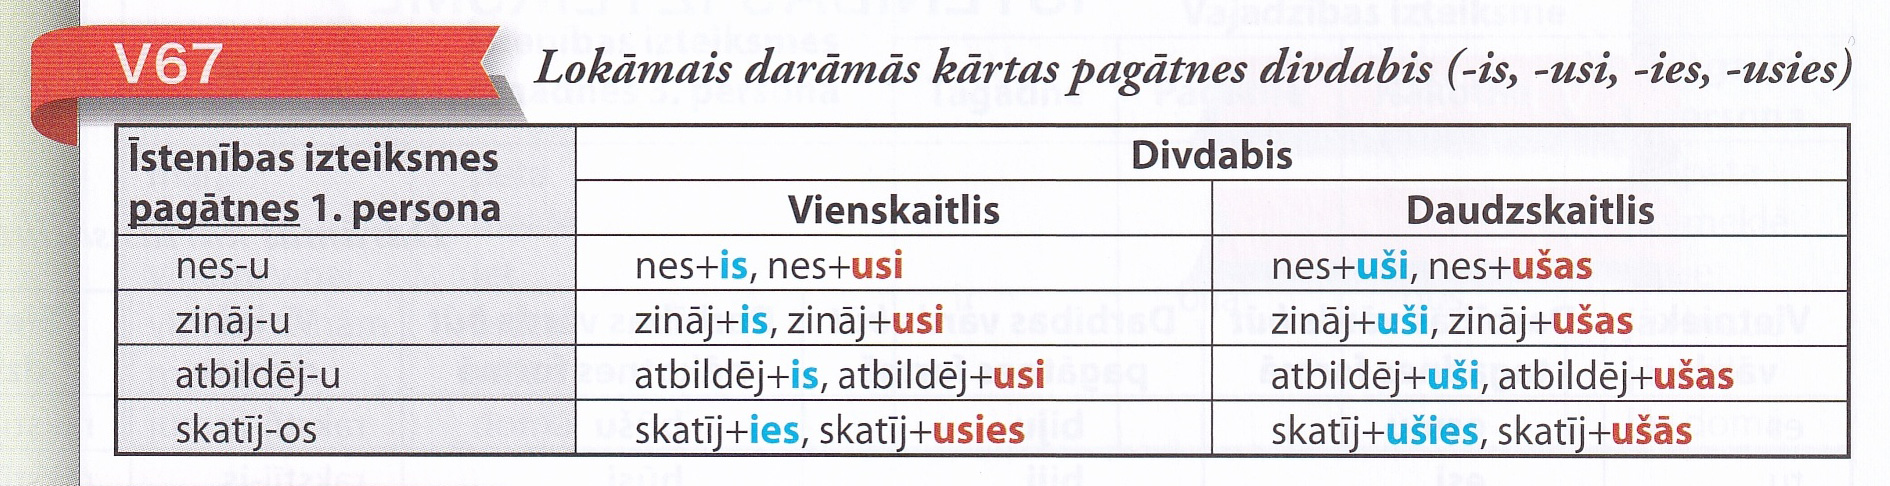 V67
Lokāmais darāmās kārtas pagātnes divdabis (-is, -usi, -ies, -usies)
Īstenības izteiksmes
pagātnes 1. persona
Divdabis
Vienskaitlis
Daudzskaitlis
nes-u
nes+is, nes+usi
nes+uši, nes+ušas
zināj-u
zināj+is, zināj+usi
zināj+uši, zināj+ušas
atbildēj-u
atbildēj+is, atbildēj+usi
atbildēj+uši, atbildēj+ušas
skatīj-os
skatīj+ies, skatīj+usies
skatīj+ušies, skatīj+ušās